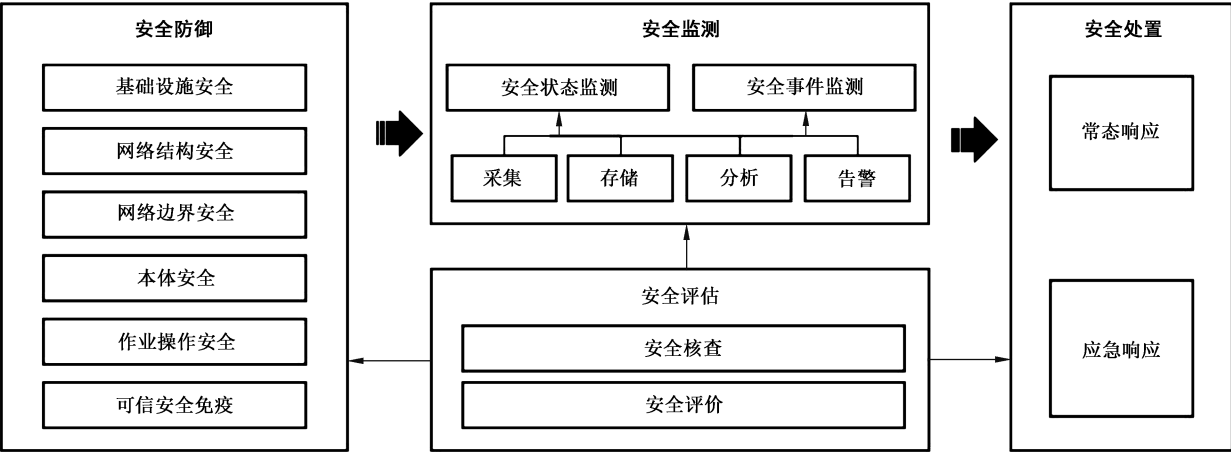 安全防御
基础设施安全
网络结构安全
网络边界安全
本体安全
作业操作安全
可信安全免疫
安全监测
安全状态监测
安全事件监测
采集
存储
分析
告警
安全评估
安全核查
安全评价
安全处置
常态响应
应急响应